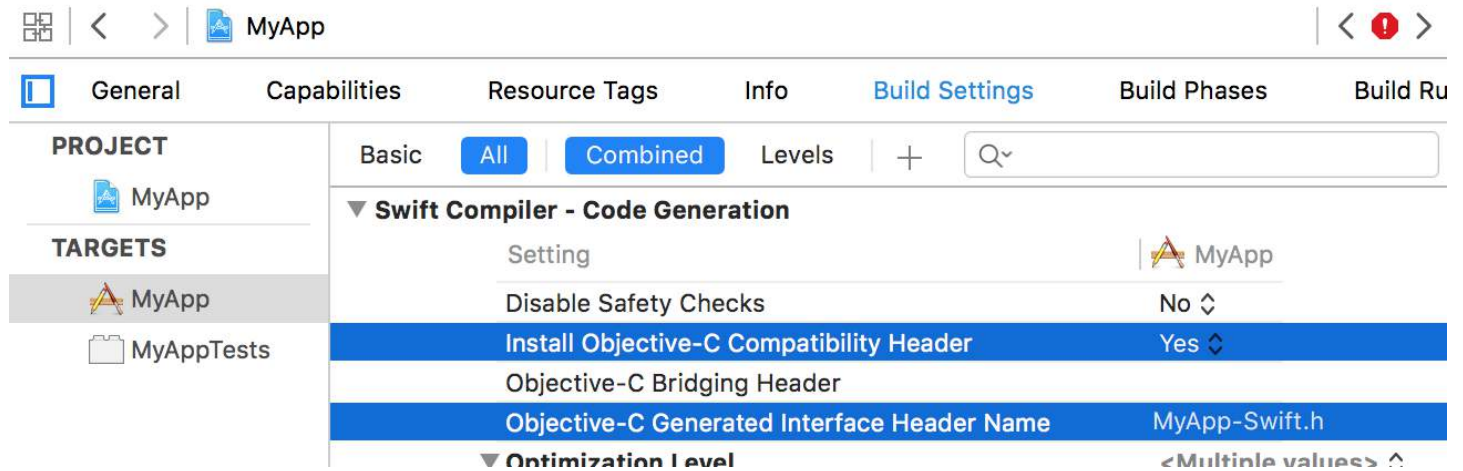 MyApp
General Capabilities Resource Tags Info Build Settings Build Phases Build Ru
PROJECT
MyApp
TARGETS
MyApp
MyAppTests
Basic All Combined Levels +
Swift Compiler - Code Generation
Setting MyApp
Disable Safety Checks No
Install Objective-C Compatibility Header Yes
Objective-C Bridging Header
Objective-C Generated Interface Header Name MyApp-Swift.h
Optimization Level <Multiple values>